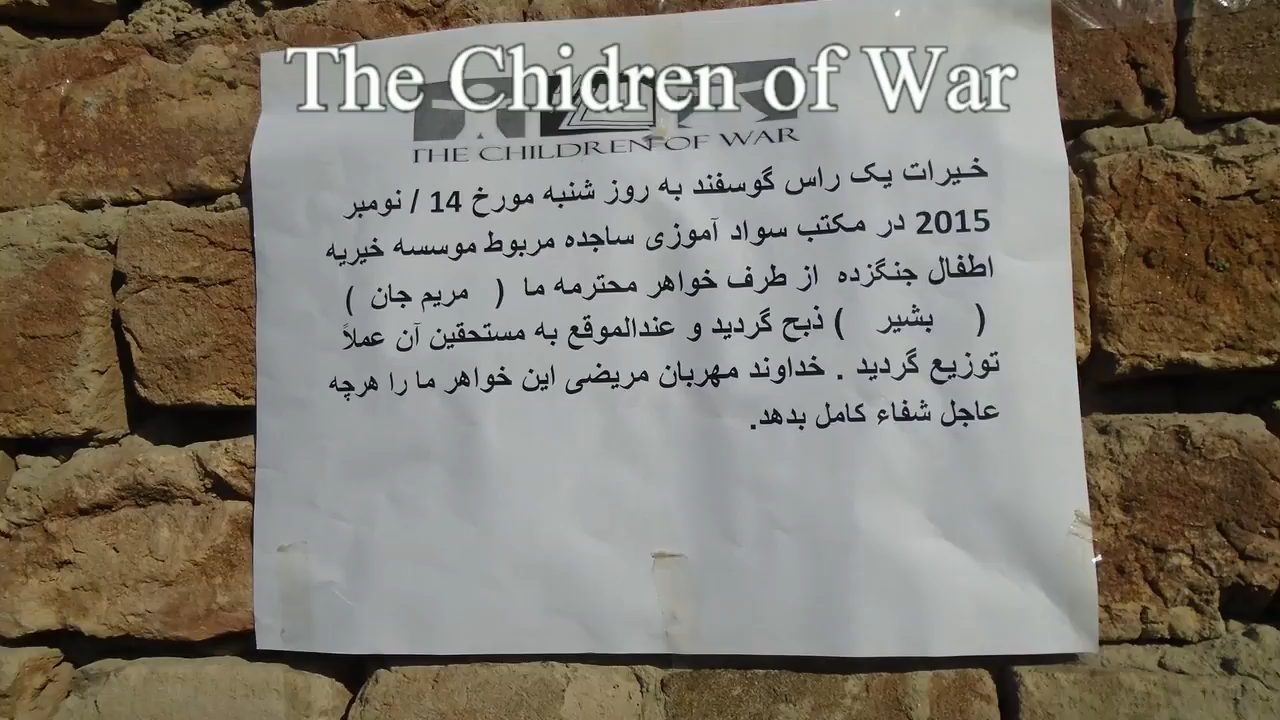 The Chidren of War
THE CHILDREN OF WAR
خیرات یک راس گوسفند به روز شنبه مورخ 14 / نومبر
2015 در مکتب سواد آموزی ساجده مربوط موسسه خیریه
اطفال جنگزده از طرف خواهر محترمه ما ( مریم جان )
( بشیر ) ذبح گردید و عندالموقع به مستحقین آن عملاً
توزیع گردید . خداوند مهربان مریضی این خواهر ما را هرچه
عاجل شفاء کامل بدهد.